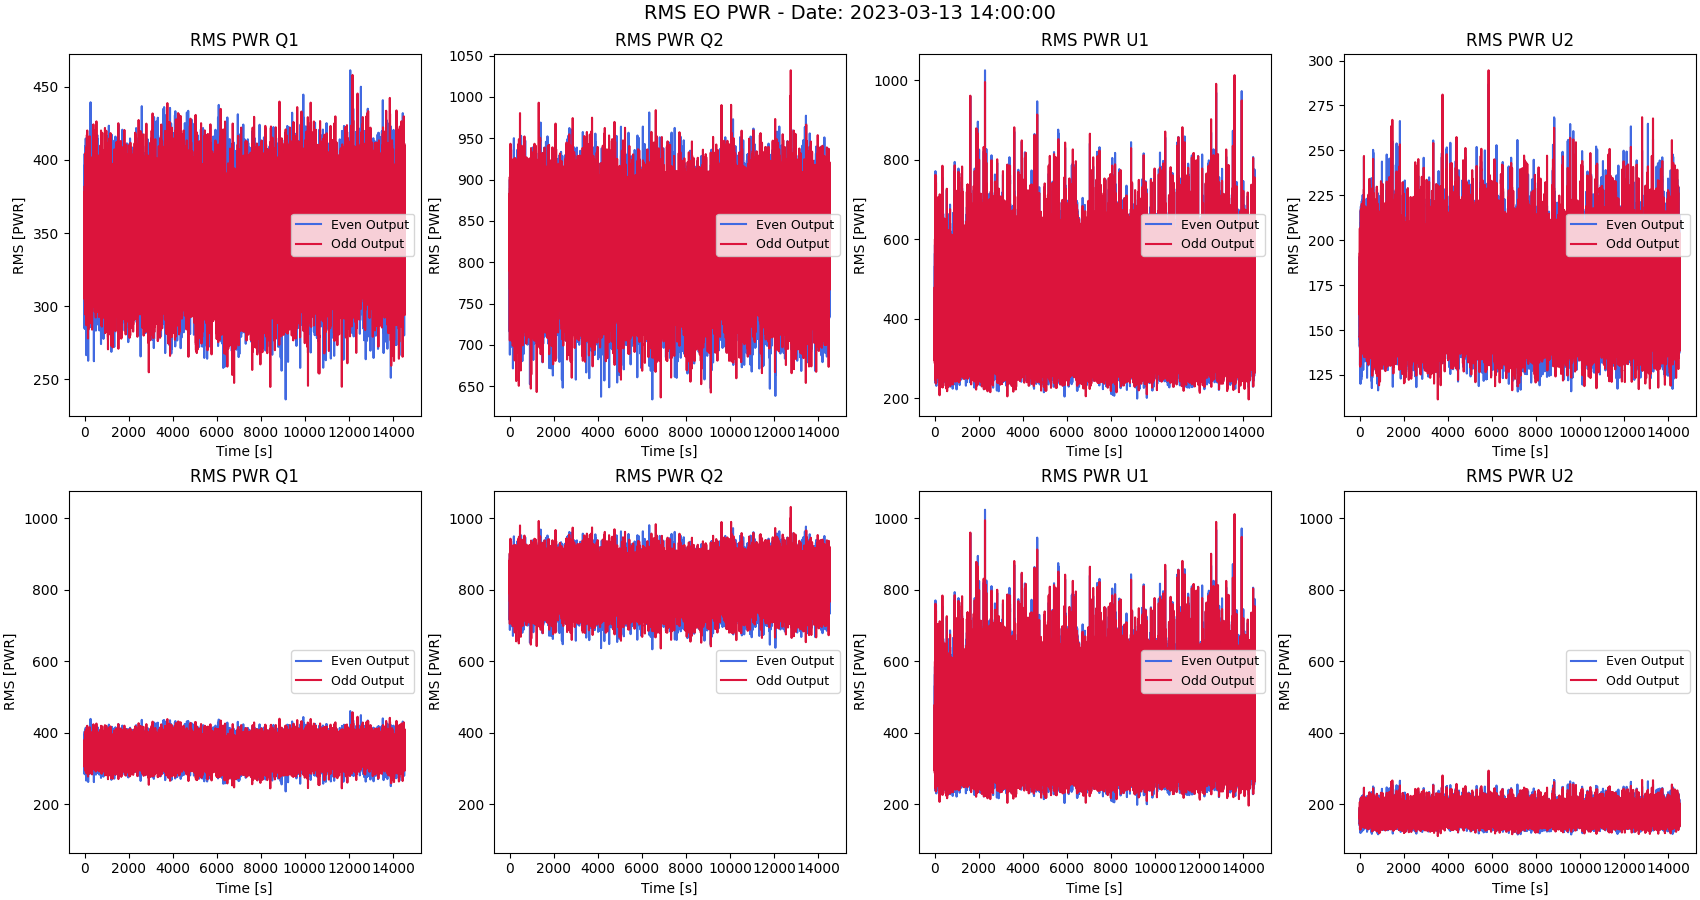 RMS EO PWR - Date: 2023-03-13 14:00:00
RMS PWR Q1
RMS [PWR]
450
400
350
300
250
Even Output
Odd Output
0 2000 4000 6000 8000 10000 12000 14000
Time [s]
RMS PWR Q2
RMS [PWR]
1050
1000
950
900
850
800
750
700
650
Even Output
Odd Output
0 2000 4000 6000 8000 10000 12000 14000
Time [s]
RMS PWR U1
RMS [PWR]
1000
800
600
400
200
Even Output
Odd Output
0 2000 4000 6000 8000 10000 12000 14000
Time [s]
RMS PWR U2
RMS [PWR]
300
275
250
225
200
175
150
125
Even Output
Odd Output
0 2000 4000 6000 8000 10000 12000 14000
Time [s]
RMS PWR Q1
RMS [PWR]
1000
800
600
400
200
Even Output
Odd Output
0 2000 4000 6000 8000 10000 12000 14000
Time [s]
RMS PWR Q2
RMS [PWR]
1000
800
600
400
200
Even Output
Odd Output
0 2000 4000 6000 8000 10000 12000 14000
Time [s]
RMS PWR U1
RMS [PWR]
1000
800
600
400
200
Even Output
Odd Output
0 2000 4000 6000 8000 10000 12000 14000
Time [s]
RMS PWR U2
RMS [PWR]
1000
800
600
400
200
Even Output
Odd Output
0 2000 4000 6000 8000 10000 12000 14000
Time [s]